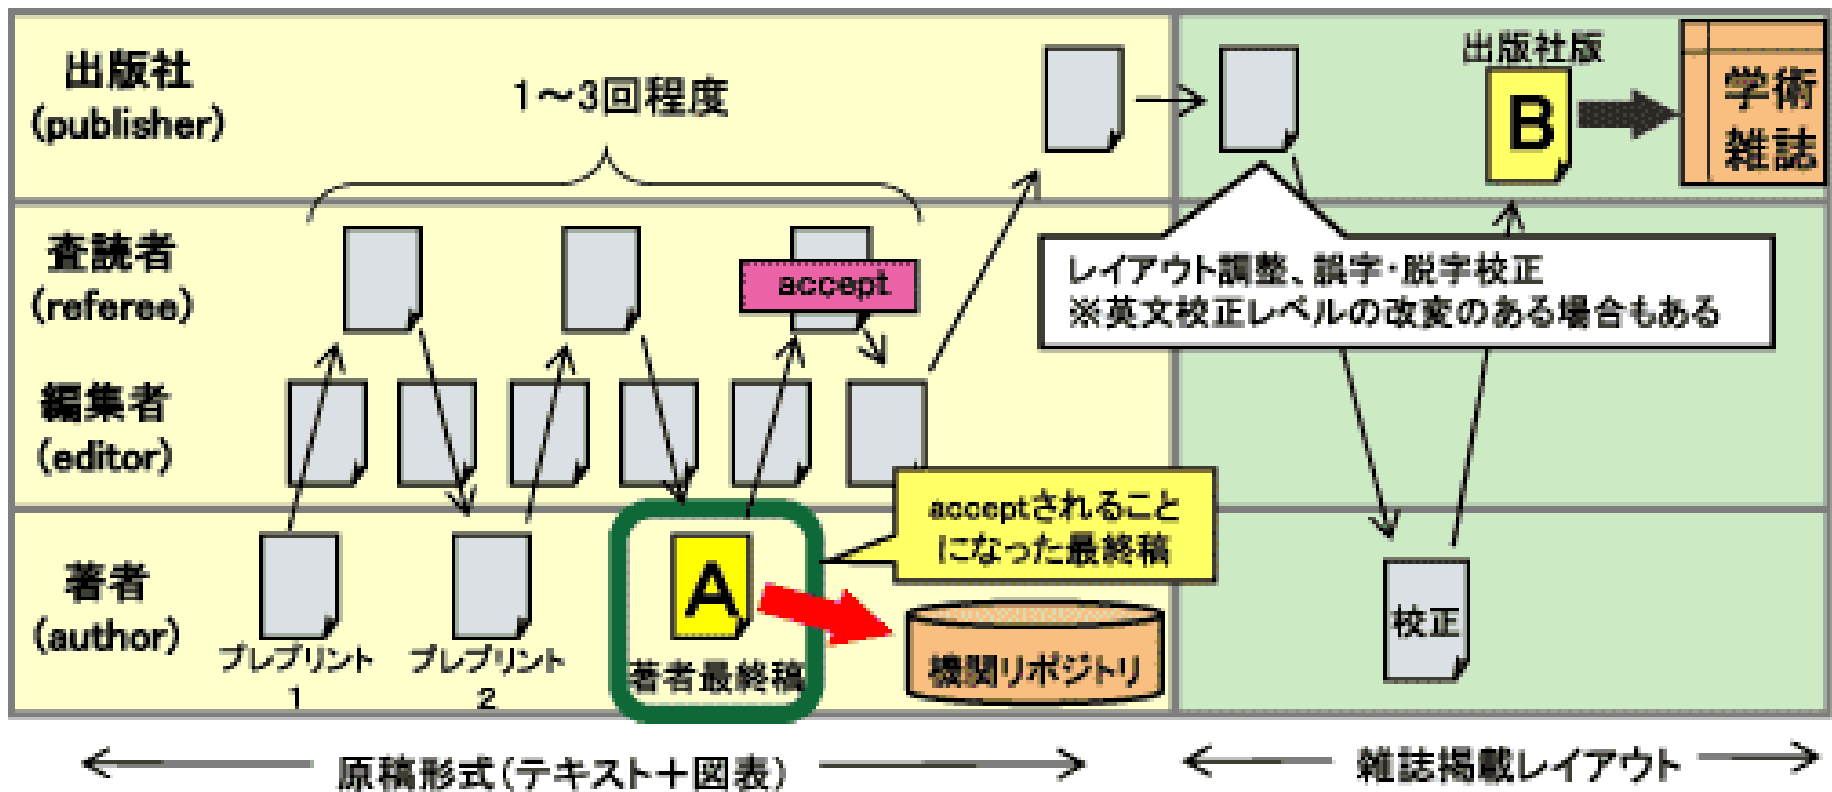 出版社
(publisher)
1～3回程度
出版社版
B
学術
雑誌
査読者
(referee)
accept
レイアウト調整、誤字・脱字校正
※英文校正レベルの改変のある場合もある
編集者
(editor)
acceptされること
になった最終稿
著者
(author)
プレプリント
1
プレプリント
2
A
著者最終稿
機関リポジトリ
校正
原稿形式(テキスト＋図表)
雑誌掲載レイアウト